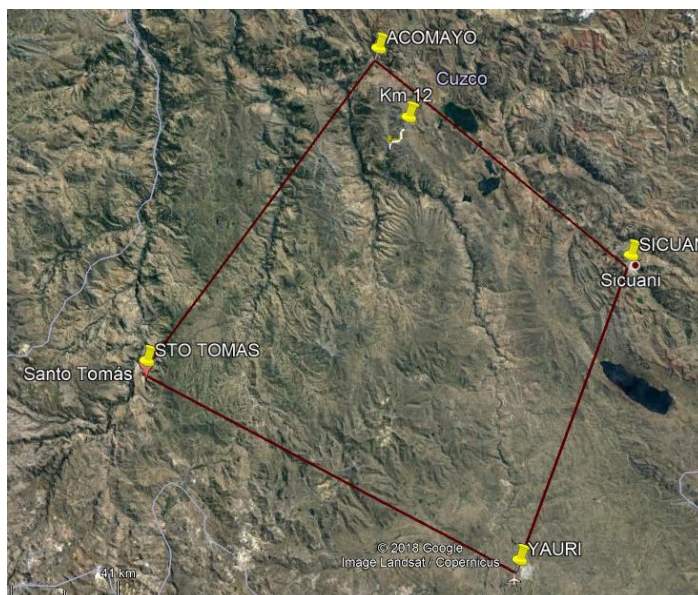 ACOMAYO
Cuzco
Km 12
SICUAN
Sicuani
STO TOMAS
Santo Tomás
© 2018 Google
Image Landsat / Copernicus
YAURI
41 km